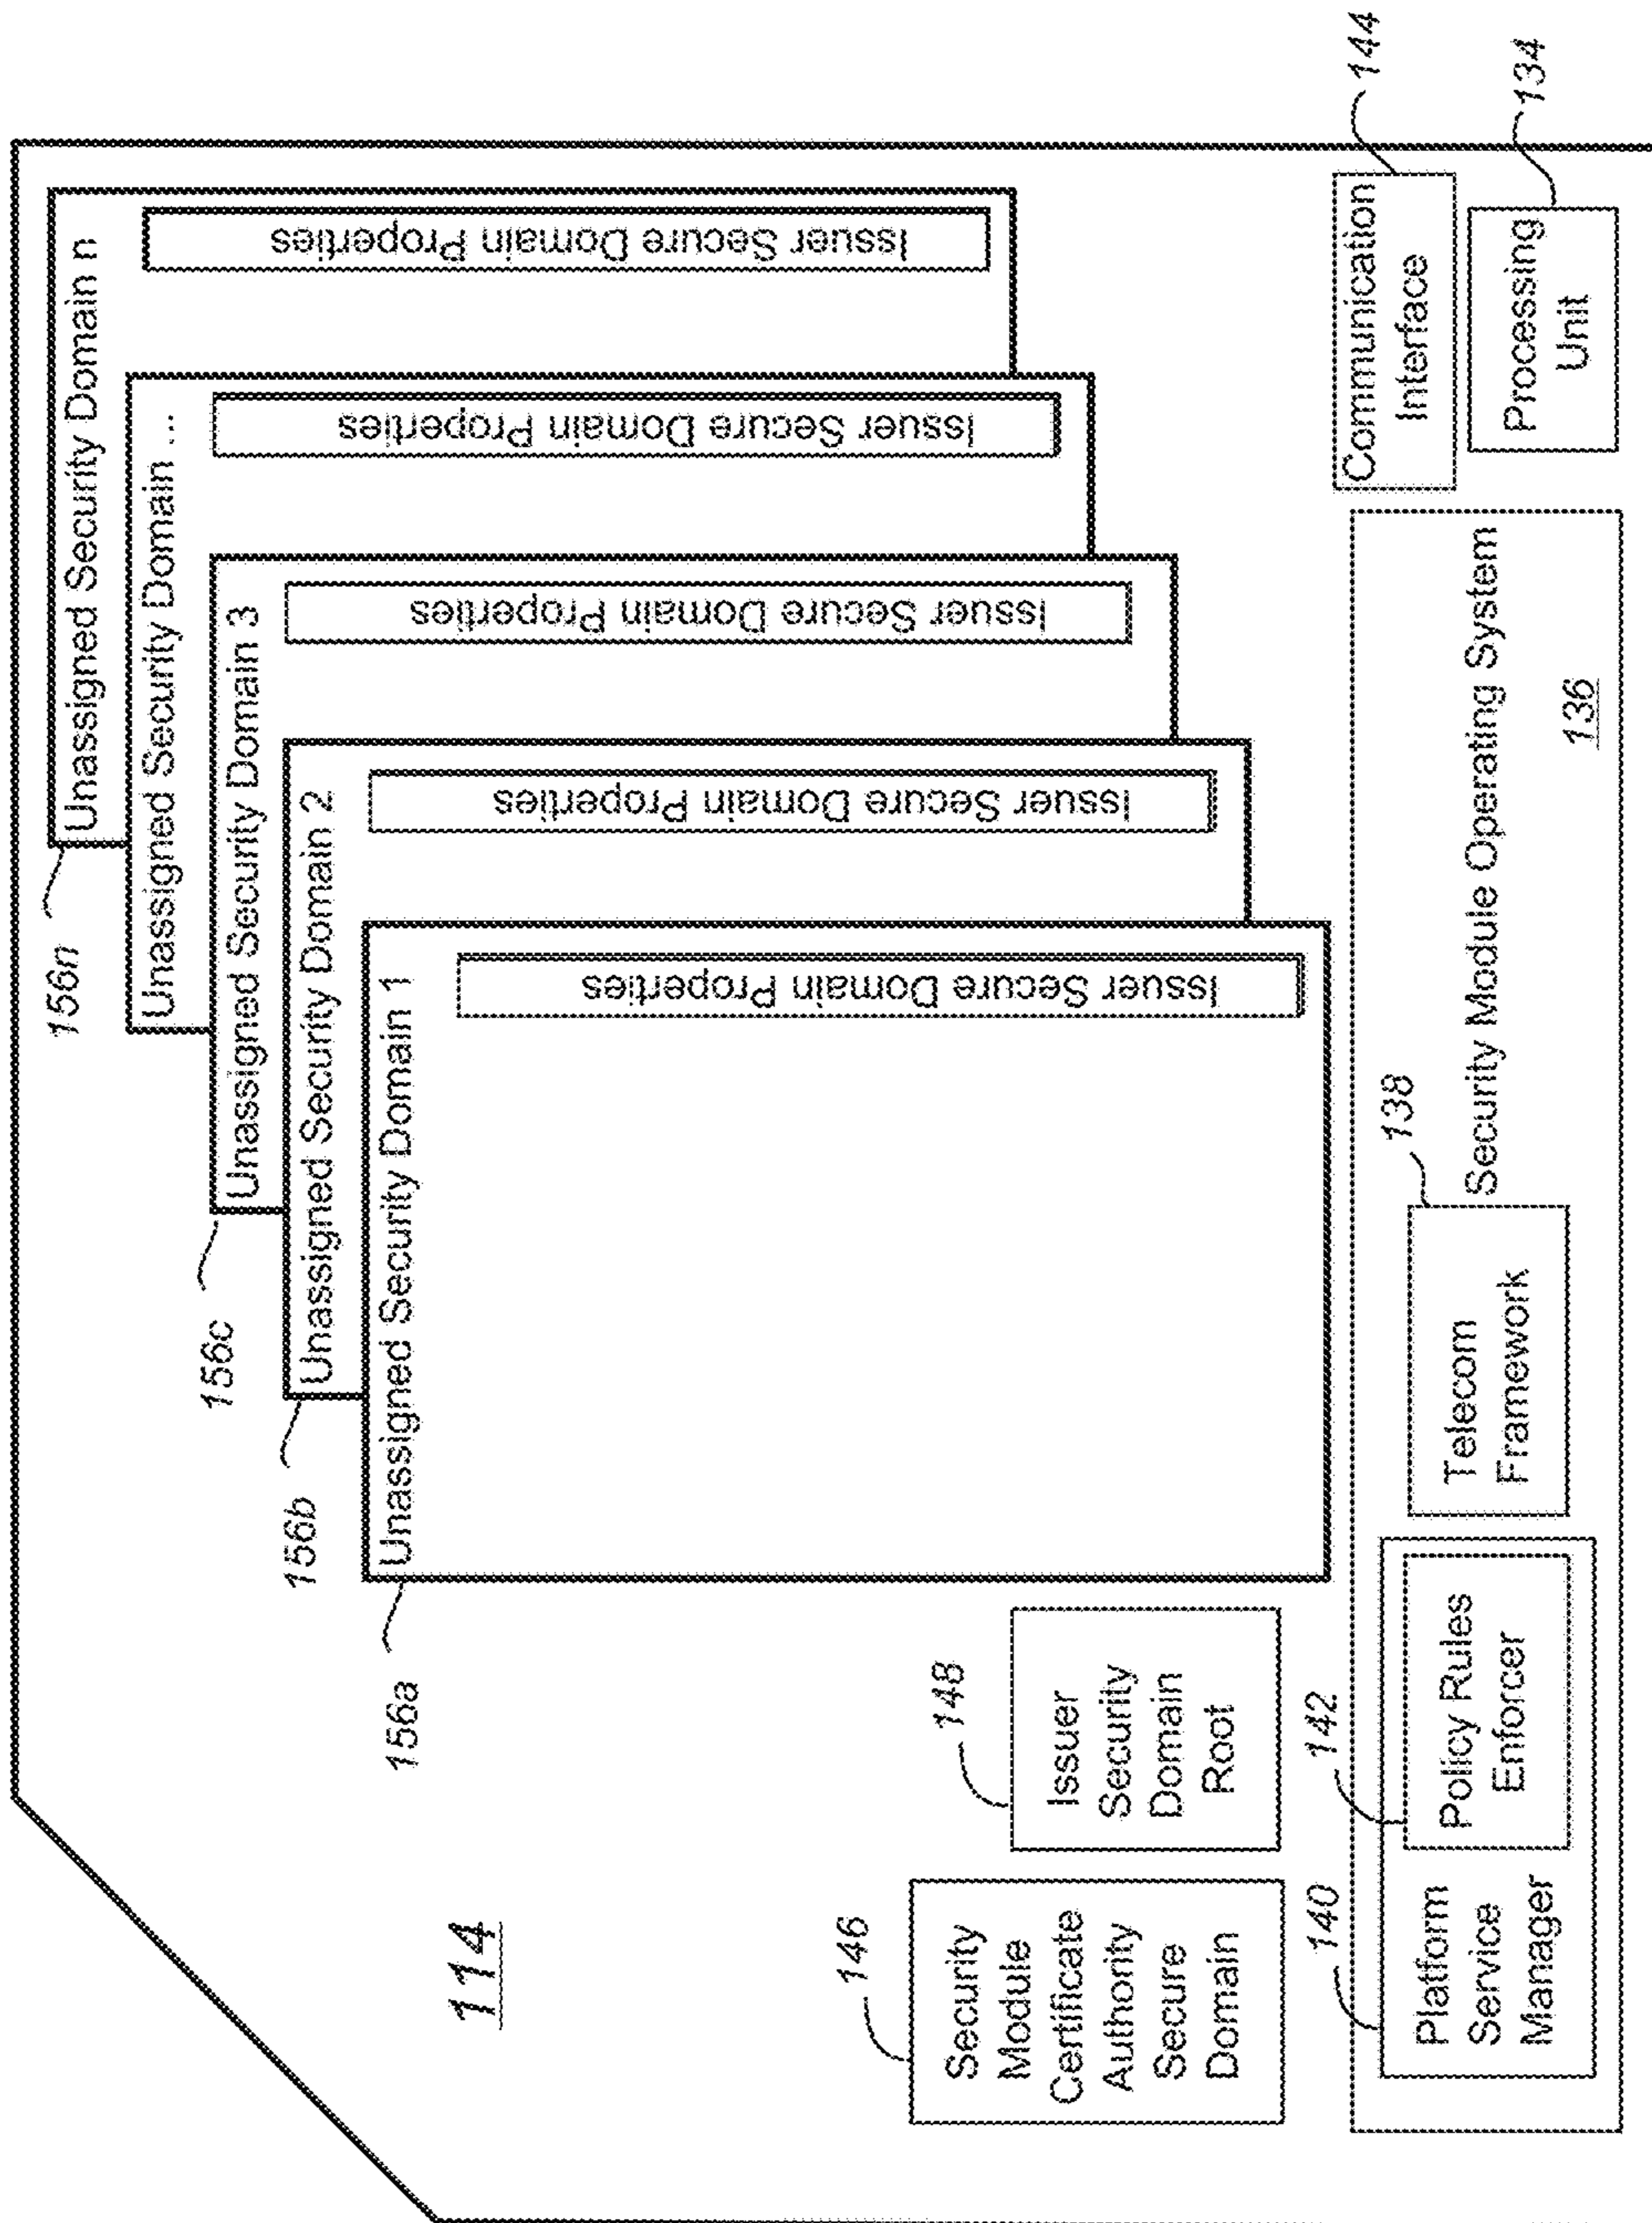 114
156n
Unassigned Security Domain n
Issuer Secure Domain Properties
Unassigned Security Domain ...
Issuer Secure Domain Properties
156c
Unassigned Security Domain 3
Issuer Secure Domain Properties
156b
Unassigned Security Domain 2
Issuer Secure Domain Properties
156a
Unassigned Security Domain 1
Issuer Secure Domain Properties
146
Security
Module
Certificate
Authority
Secure
Domain
148
Issuer
Security
Domain
Root
140
Platform
Service
Manager
142
Policy Rules
Enforcer
138
Telecom
Framework
Security Module Operating System
136
Communication
Interface
144
Processing
Unit
134